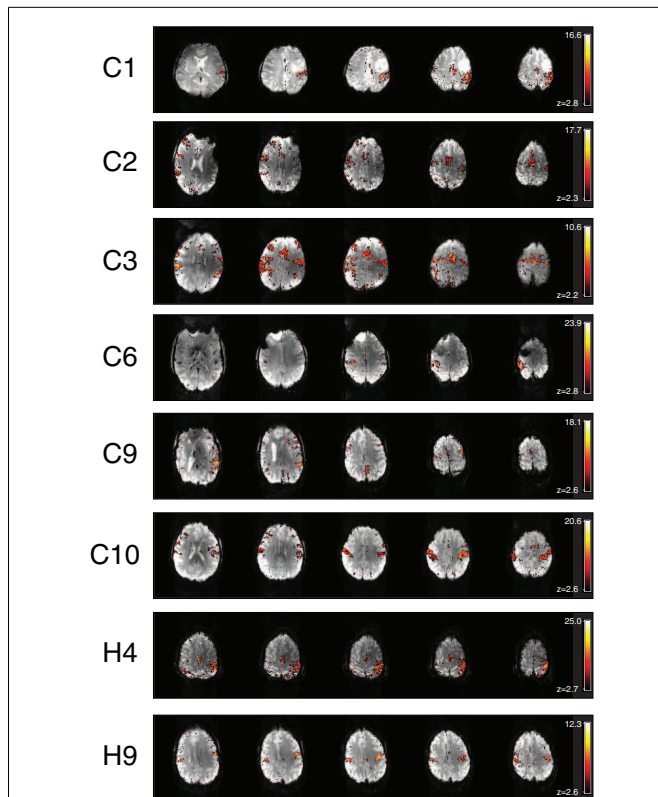 16.6
C1
z=2.8
17.7
C2
z=2.3
10.6
C3
z=2.2
23.9
C6
z=2.8
18.1
C9
z=2.6
20.6
C10
z=2.6
25.0
H4
z=2.7
12.3
H9
z=2.6